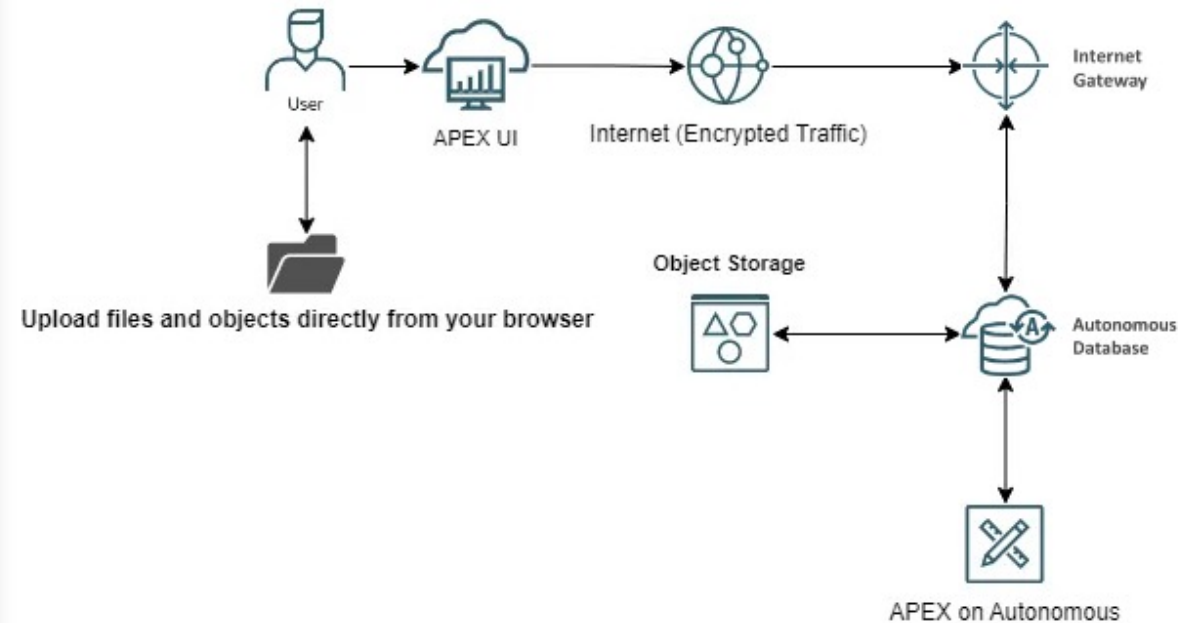 User
APEX UI
Internet (Encrypted Traffic)
Internet
Gateway
Object Storage
Upload files and objects directly from your browser
A
Autonomous
Database
APEX on Autonomous